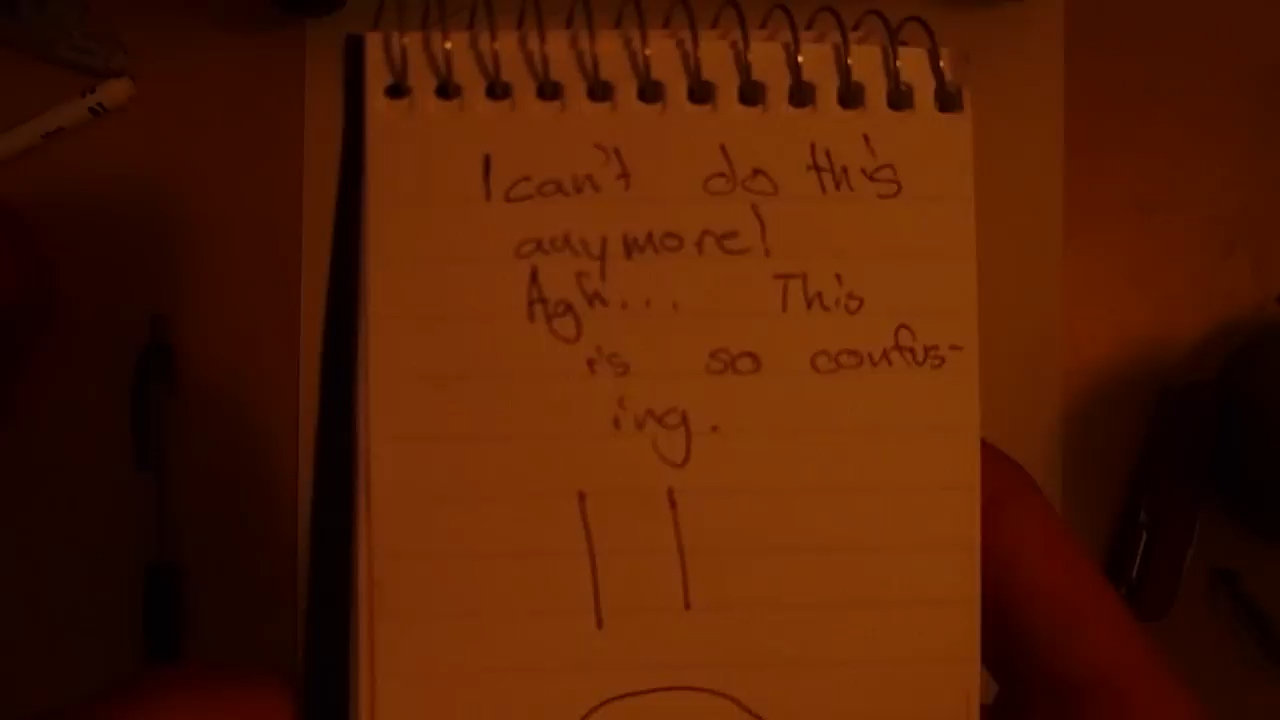 I can't do this
anymore!
Agh... This
is so confus-
ing.